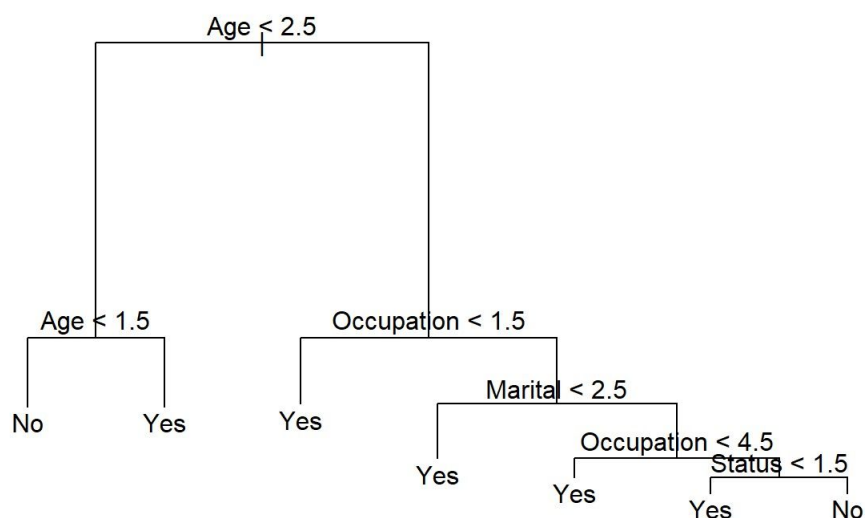 Age < 2.5
Age < 1.5
Occupation < 1.5
Marital < 2.5
No
Yes
Yes
Occupation < 4.5
Status < 1.5
Yes
Yes
Yes
No